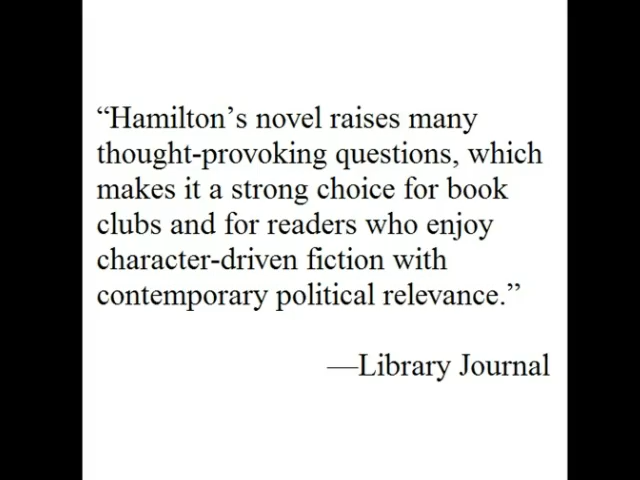 “Hamilton’s novel raises many
thought-provoking questions, which
makes it a strong choice for book
clubs and for readers who enjoy
character-driven fiction with
contemporary political relevance.”
—Library Journal